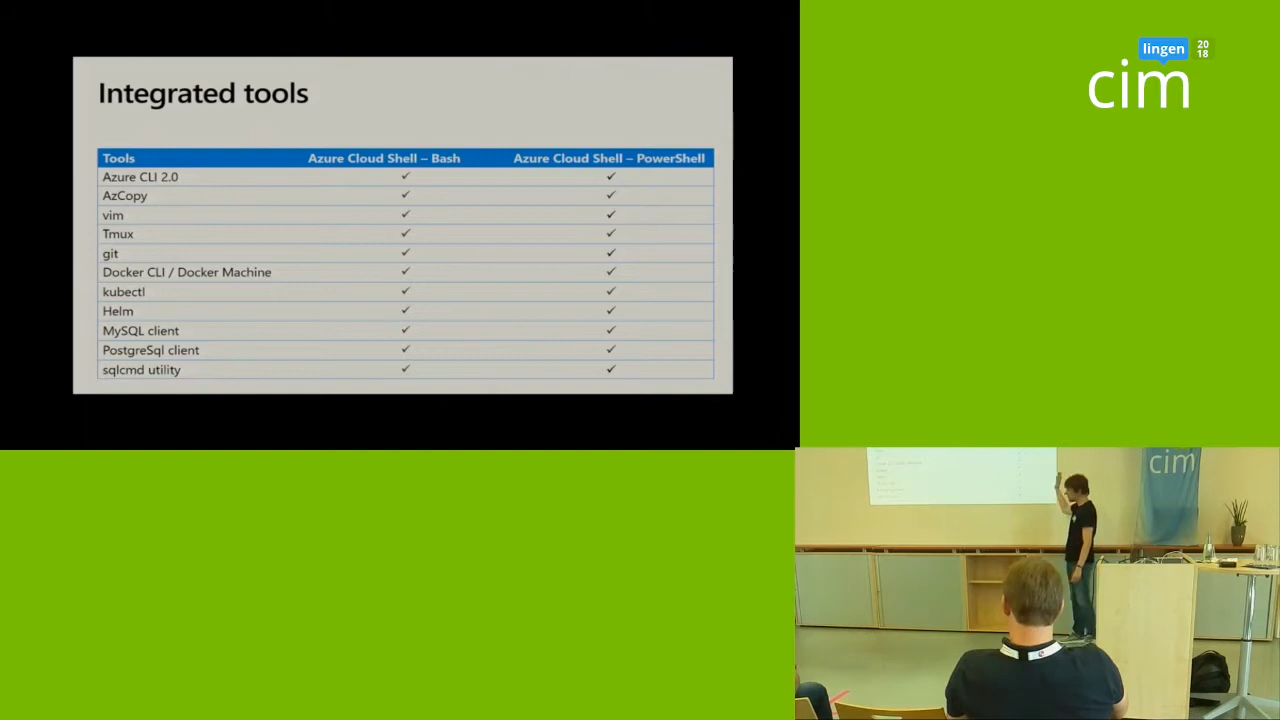 Integrated tools
Tools Azure Cloud Shell – Bash Azure Cloud Shell – PowerShell
Azure CLI 2.0 ✓ ✓
AzCopy ✓ ✓
vim ✓ ✓
Tmux ✓ ✓
git ✓ ✓
Docker CLI / Docker Machine ✓ ✓
kubectl ✓ ✓
Helm ✓ ✓
MySQL client ✓ ✓
PostgreSql client ✓ ✓
sqlcmd utility ✓ ✓
lingen 20
18
cim
cim